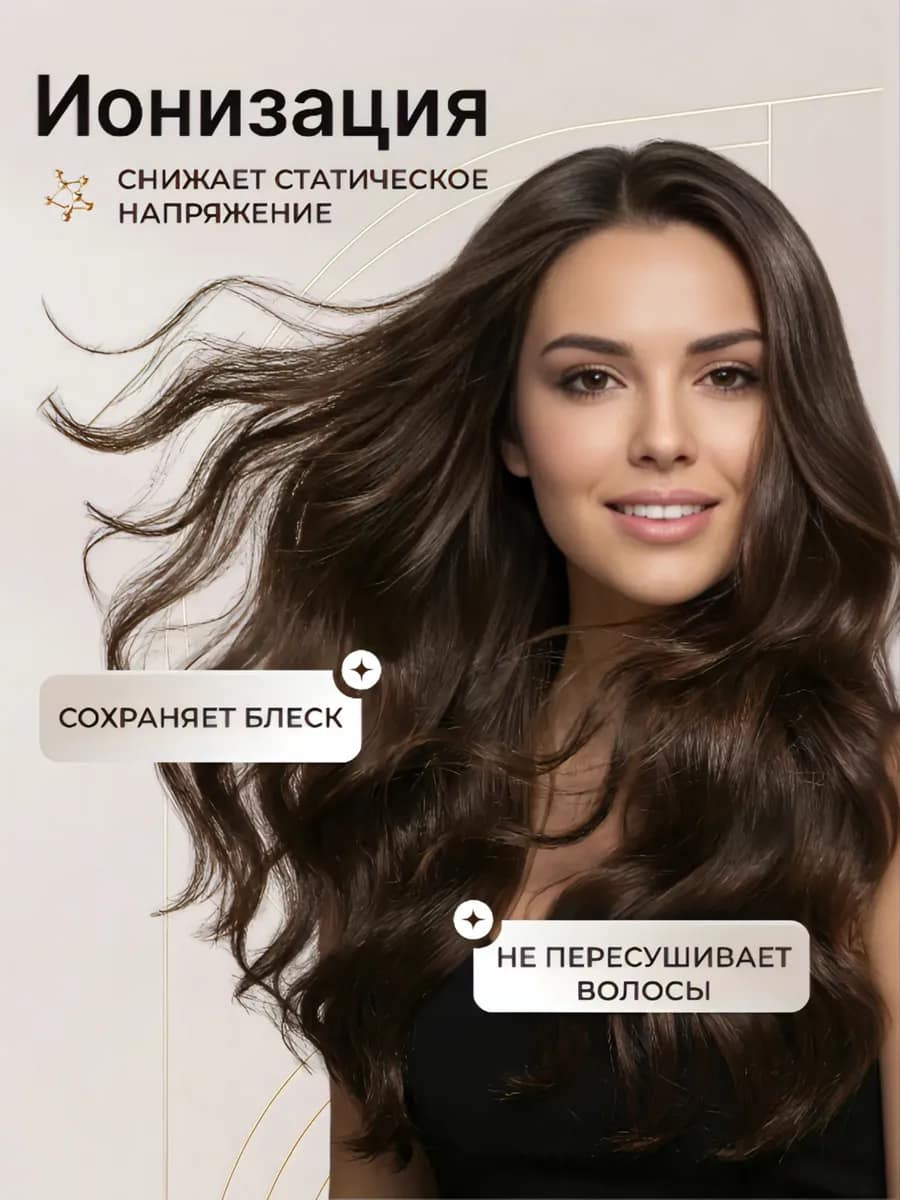 Ионизация
СНИЖАЕТ СТАТИЧЕСКОЕ
НАПРЯЖЕНИЕ
СОХРАНЯЕТ БЛЕСК
НЕ ПЕРЕСУШИВАЕТ
ВОЛОСЫ